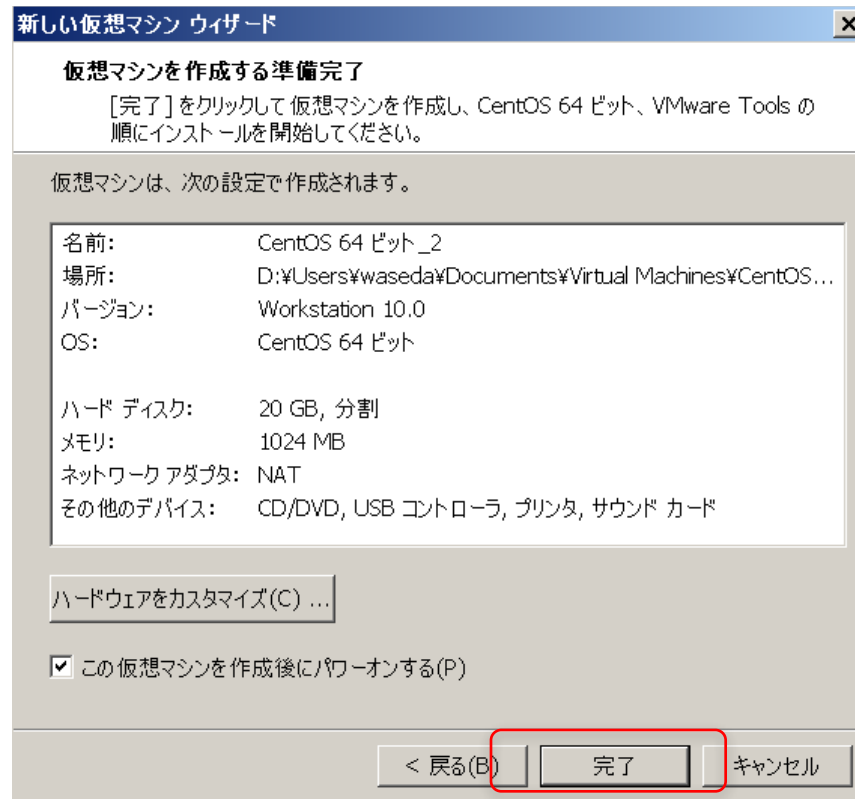 新しい仮想マシン ウィザード
仮想マシンを作成する準備完了
[完了]をクリックして仮想マシンを作成し、CentOS 64 ビット、VMware Tools の
順にインストールを開始してください。
仮想マシンは、次の設定で作成されます。
名前: CentOS 64 ビット_2
場所: D:¥Users¥waseda¥Documents¥Virtual Machines¥CentOS...
バージョン: Workstation 10.0
OS: CentOS 64 ビット
ハード ディスク: 20 GB, 分割
メモリ: 1024 MB
ネットワーク アダプタ: NAT
その他のデバイス: CD/DVD, USB コントローラ, プリンタ, サウンド カード
ハードウェアをカスタマイズ(C) ...
この仮想マシンを作成後にパワーオンする(P)
< 戻る(B) 完了 キャンセル